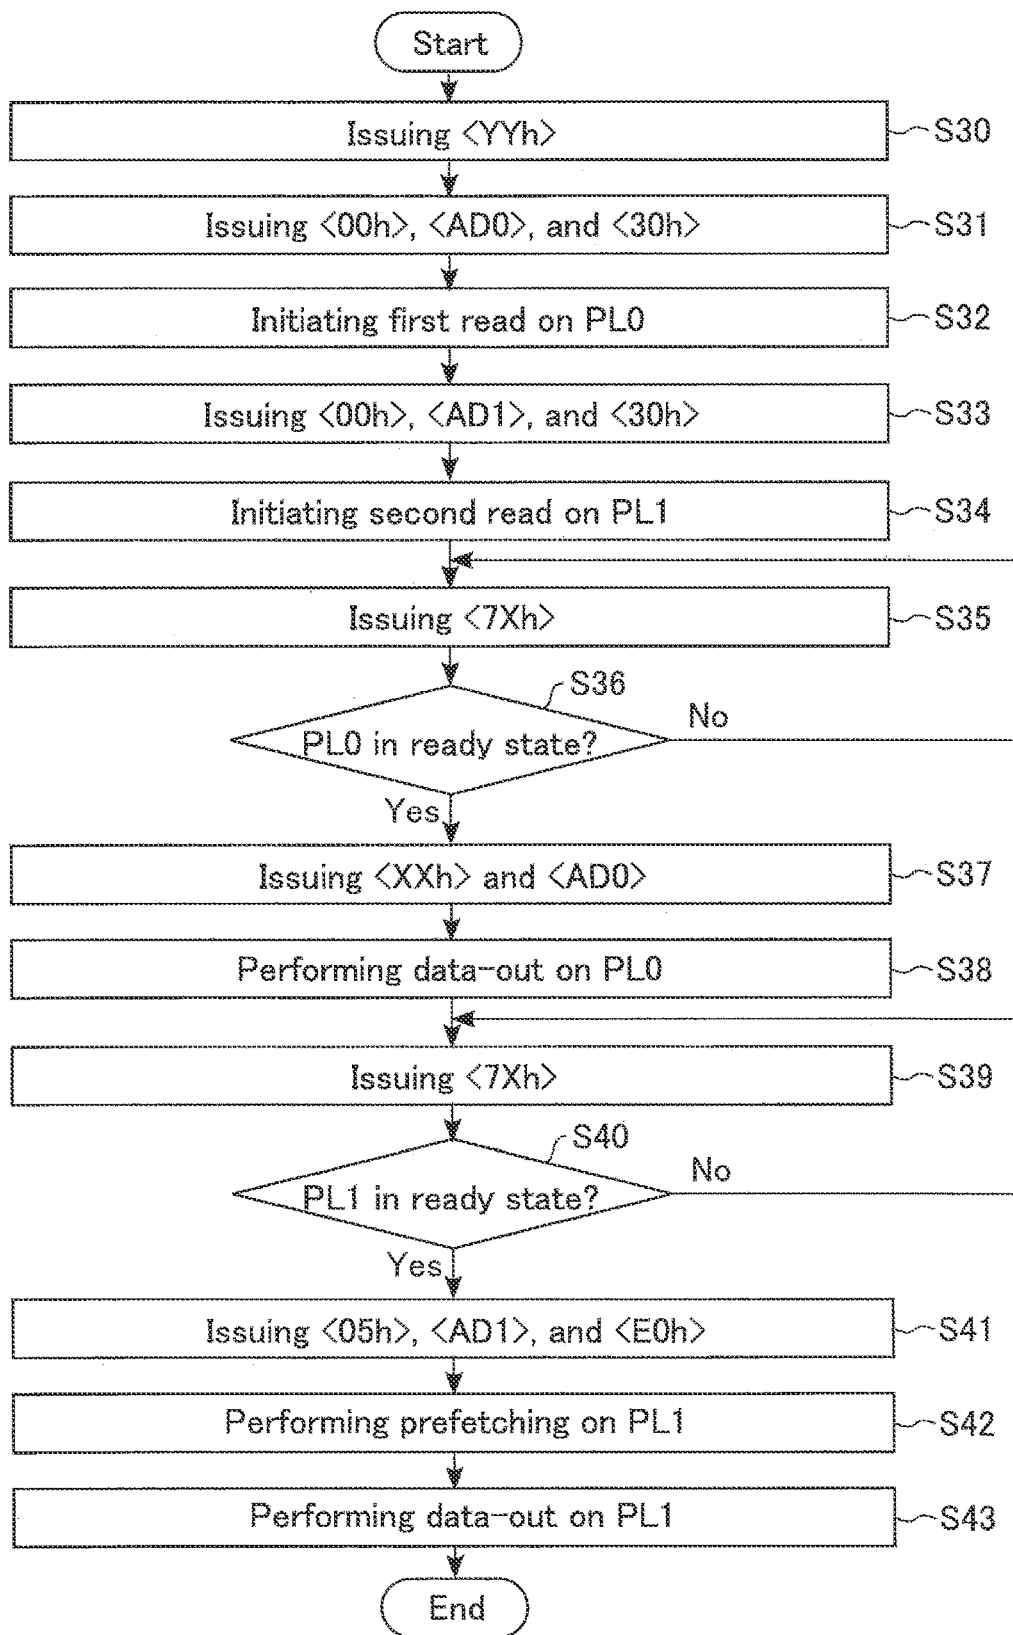 Start
Issuing <YYh>
S30
Issuing <00h>, <AD0>, and <30h>
S31
Initiating first read on PL0
S32
Issuing <00h>, <AD1>, and <30h>
S33
Initiating second read on PL1
S34
Issuing <7Xh>
S35
S36
PL0 in ready state?
No
Yes
Issuing <XXh> and <AD0>
S37
Performing data-out on PL0
S38
Issuing <7Xh>
S39
S40
PL1 in ready state?
No
Yes
Issuing <05h>, <AD1>, and <E0h>
S41
Performing prefetching on PL1
S42
Performing data-out on PL1
S43
End